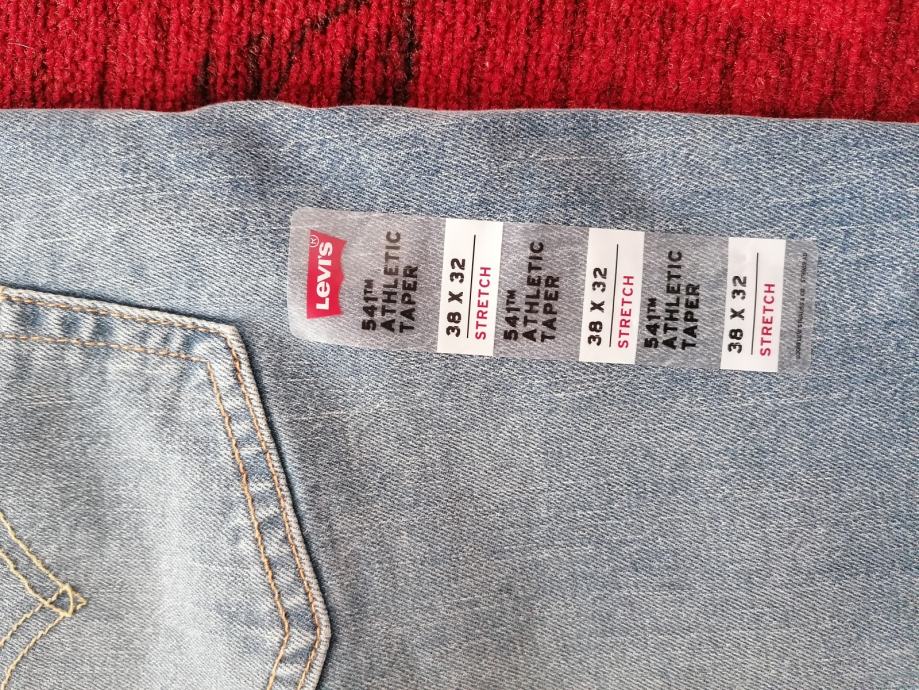 LEVI'S®
541™
ATHLETIC
TAPER
38 X 32
STRETCH
541™
ATHLETIC
TAPER
38 X 32
STRETCH
541™
ATHLETIC
TAPER
38 X 32
STRETCH